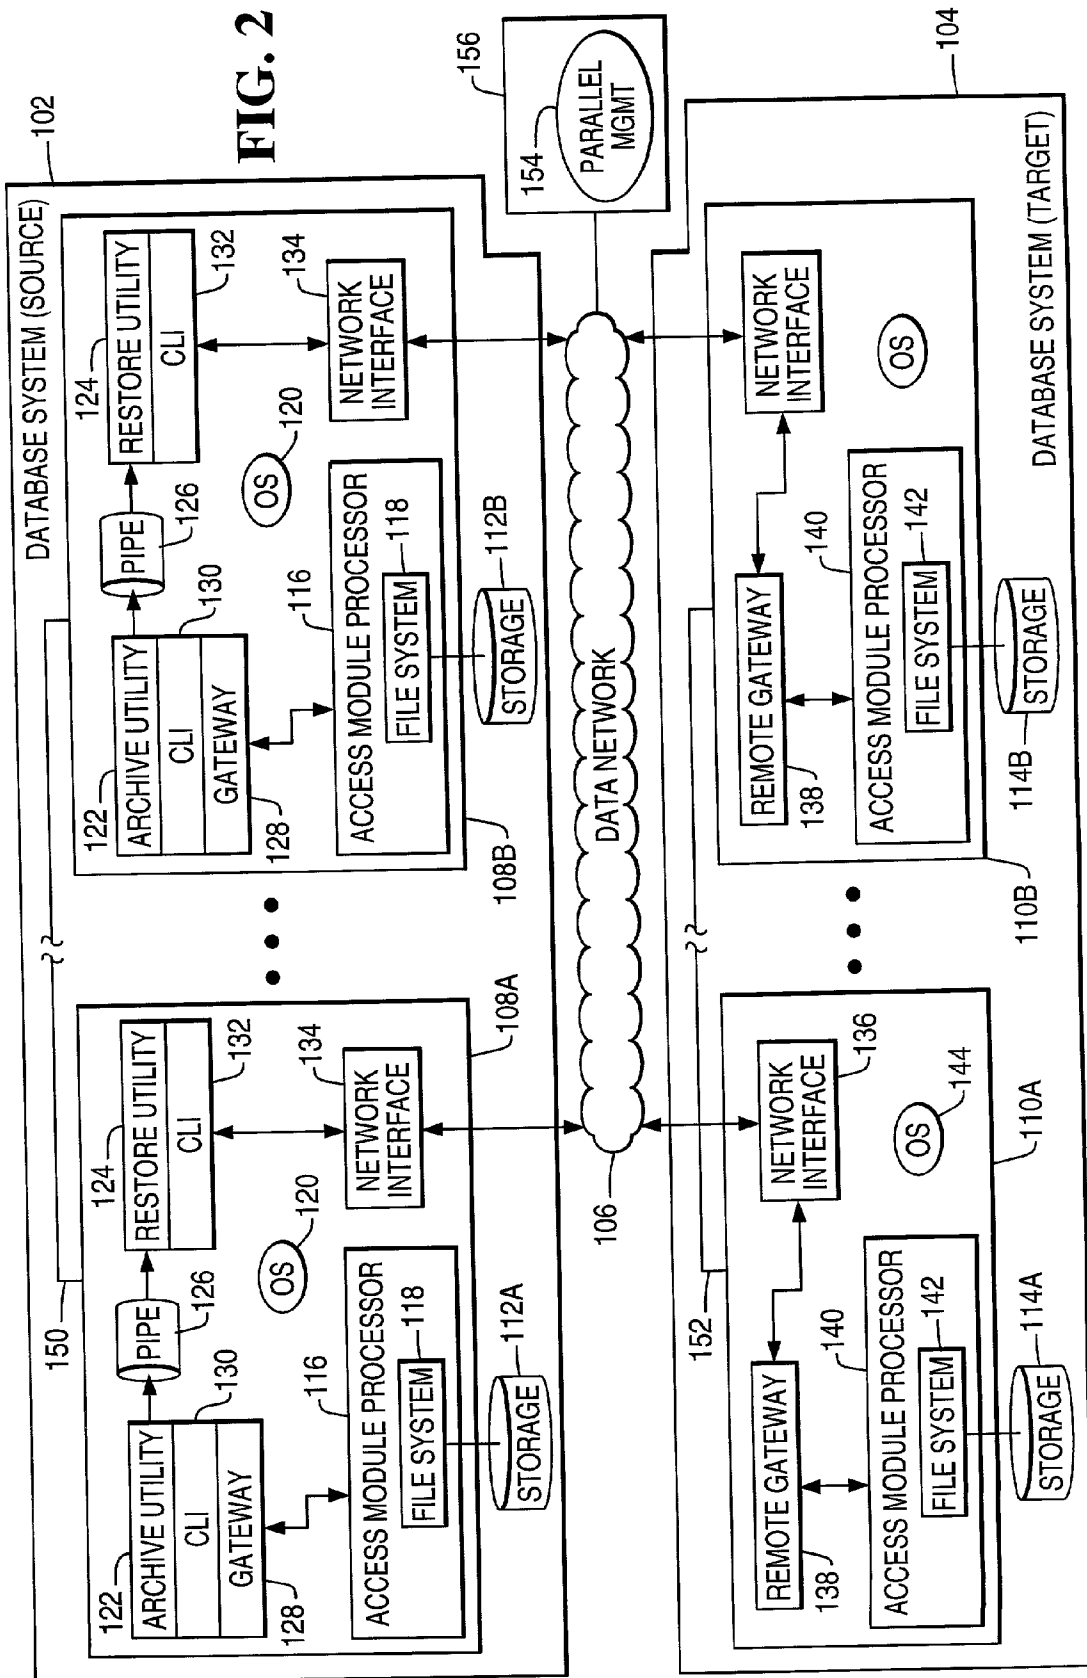 FIG. 2
DATABASE SYSTEM (SOURCE)
102
150
122
ARCHIVE UTILITY
CLI
GATEWAY
128
130
PIPE
126
124
RESTORE UTILITY
CLI
132
OS
120
134
NETWORK
INTERFACE
116
ACCESS MODULE PROCESSOR
FILE SYSTEM
118
STORAGE
112A
108A
122
ARCHIVE UTILITY
CLI
GATEWAY
128
130
PIPE
126
124
RESTORE UTILITY
CLI
132
OS
120
134
NETWORK
INTERFACE
116
ACCESS MODULE PROCESSOR
FILE SYSTEM
118
STORAGE
112B
108B
106
DATA NETWORK
154
PARALLEL
MGMT
156
152
REMOTE GATEWAY
138
NETWORK
INTERFACE
136
140
ACCESS MODULE PROCESSOR
FILE SYSTEM
142
OS
144
STORAGE
114A
110A
REMOTE GATEWAY
138
NETWORK
INTERFACE
140
ACCESS MODULE PROCESSOR
FILE SYSTEM
142
OS
STORAGE
114B
110B
DATABASE SYSTEM (TARGET)
104